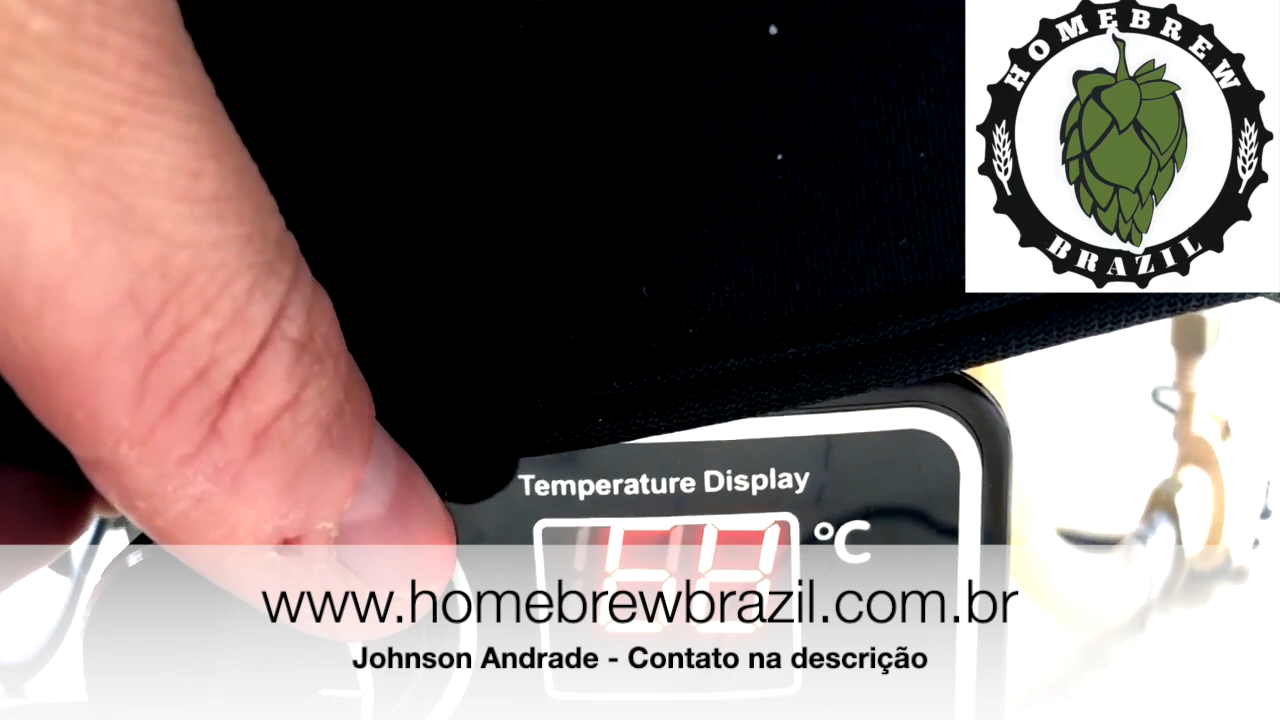 HOMEBREW
BRAZIL
Temperature Display
°C
www.homebrewbrazil.com.br
Johnson Andrade - Contato na descrição